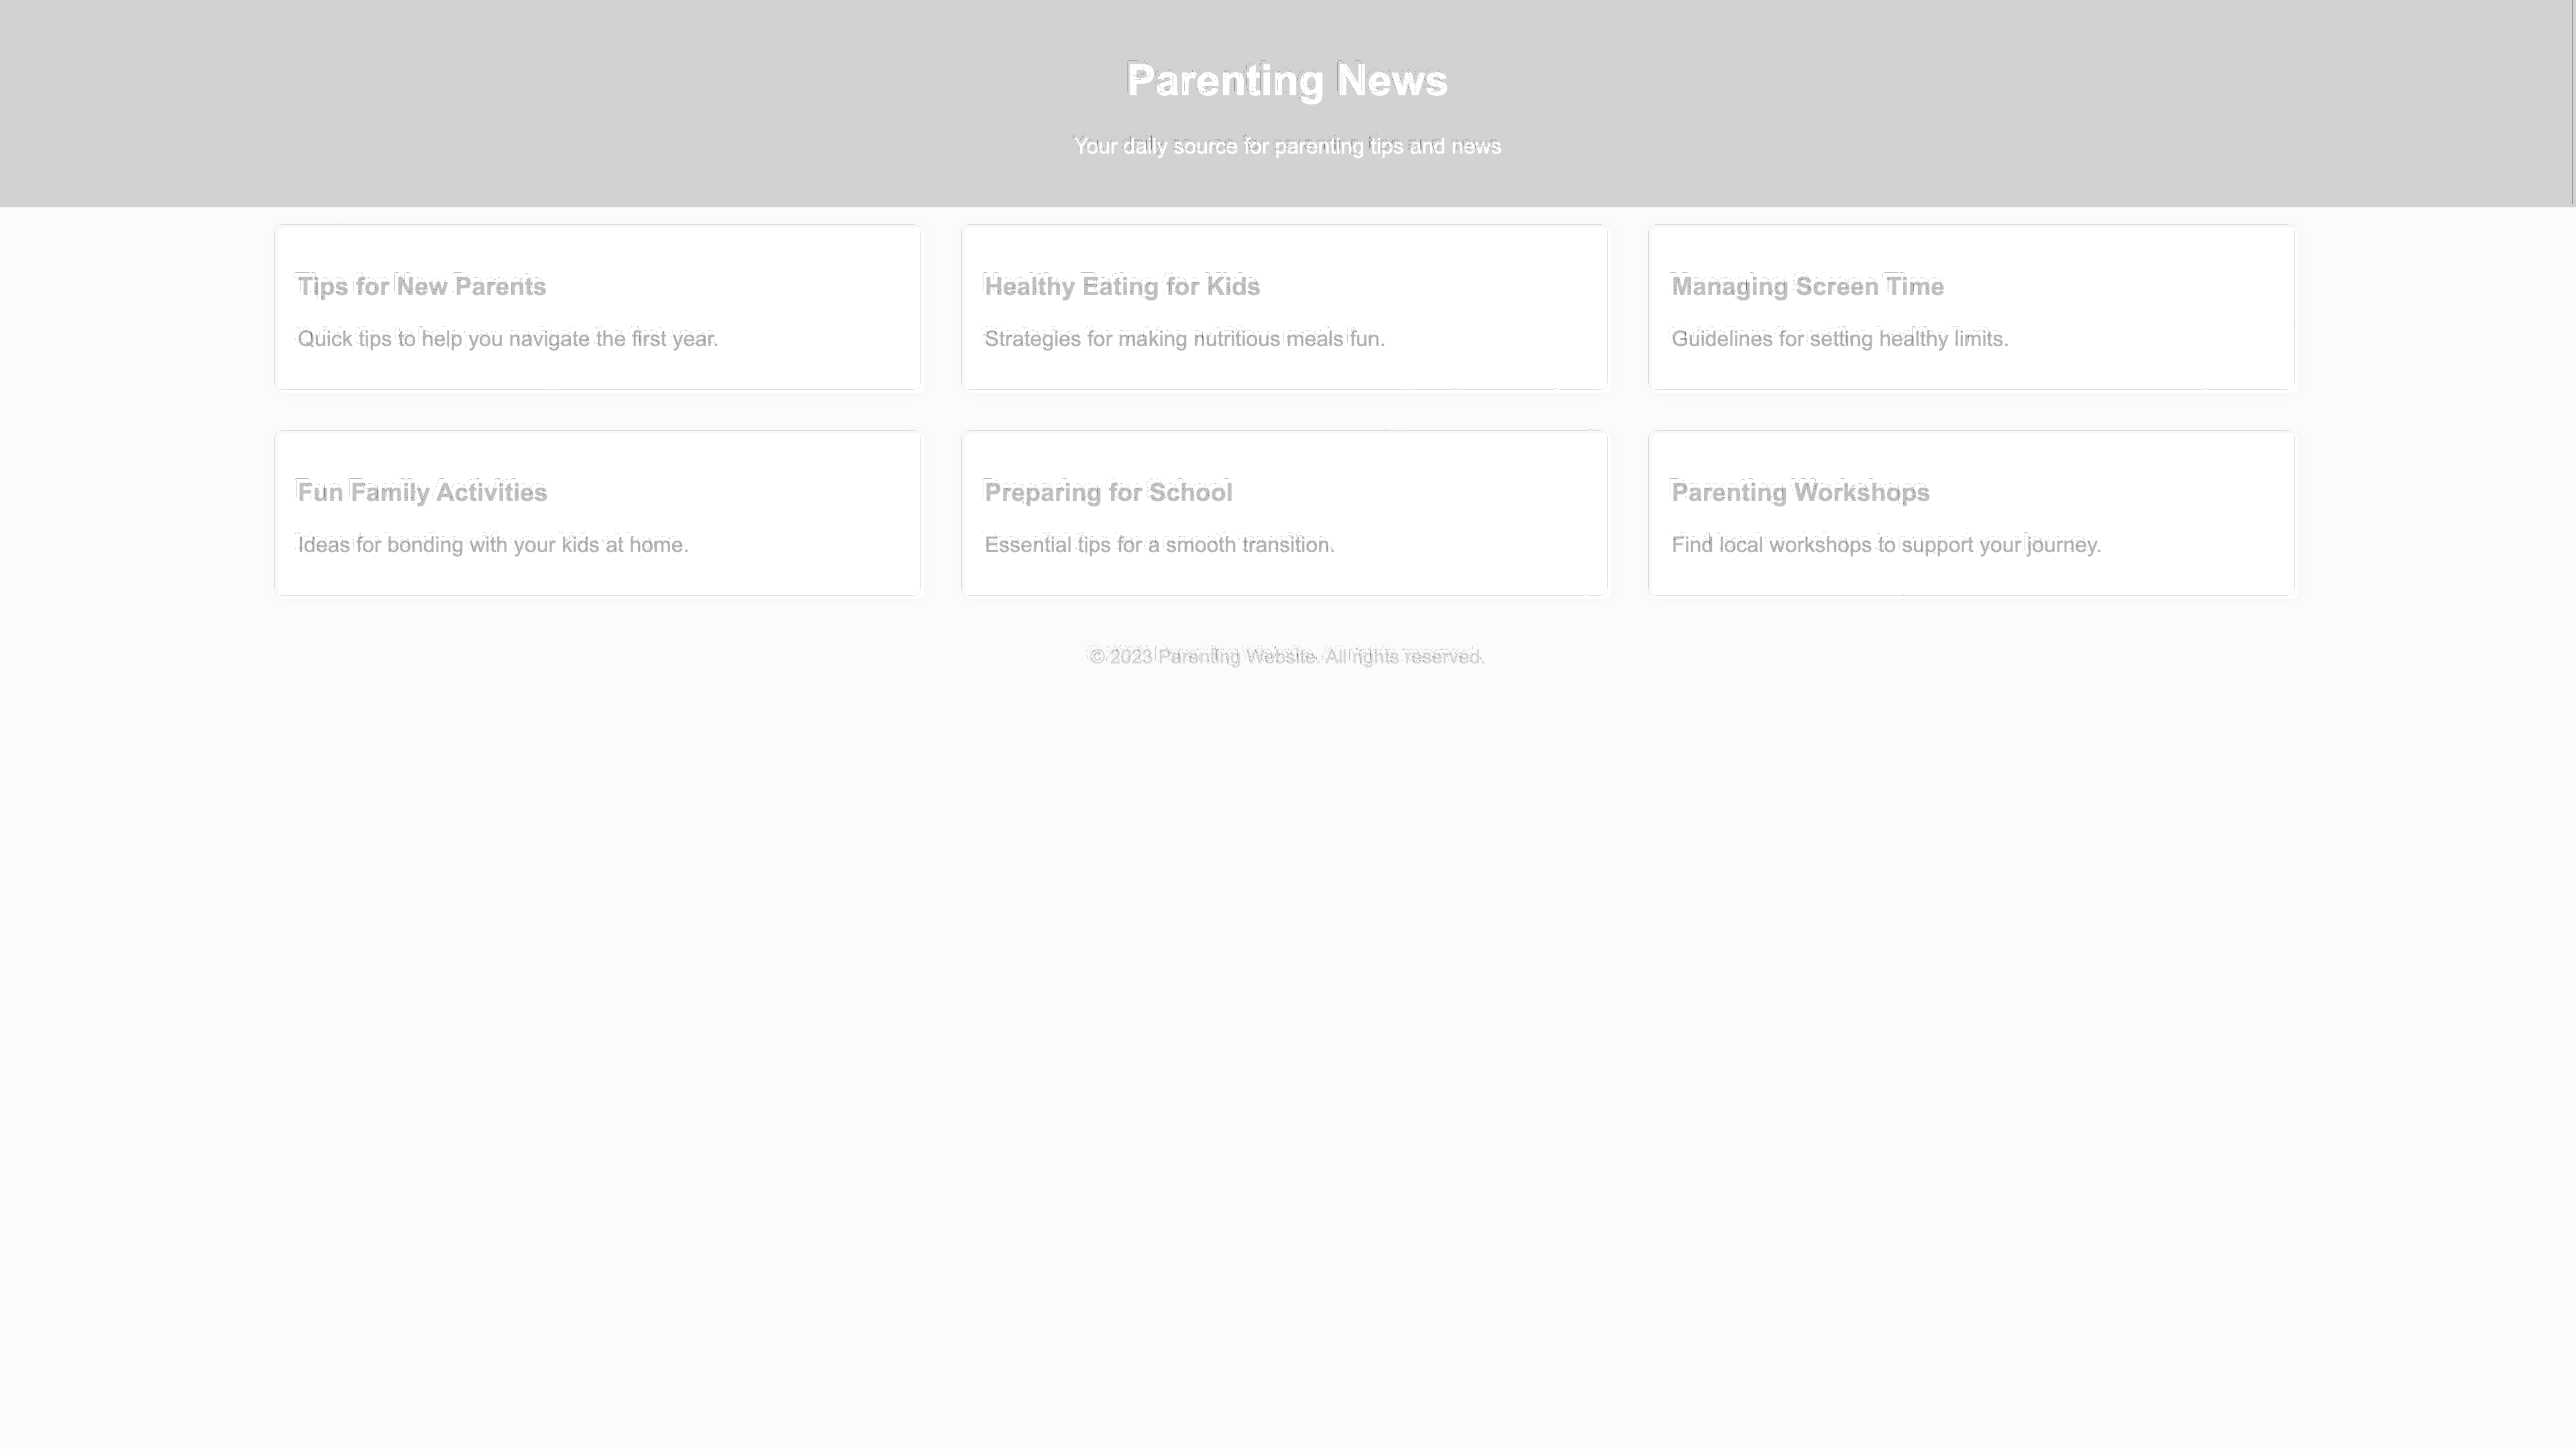 Parenting News
Your daily source for parenting tips and news
Tips for New Parents
Quick tips to help you navigate the first year.
Healthy Eating for Kids
Strategies for making nutritious meals fun.
Managing Screen Time
Guidelines for setting healthy limits.
Fun Family Activities
Ideas for bonding with your kids at home.
Preparing for School
Essential tips for a smooth transition.
Parenting Workshops
Find local workshops to support your journey.
© 2023 Parenting Website. All rights reserved.